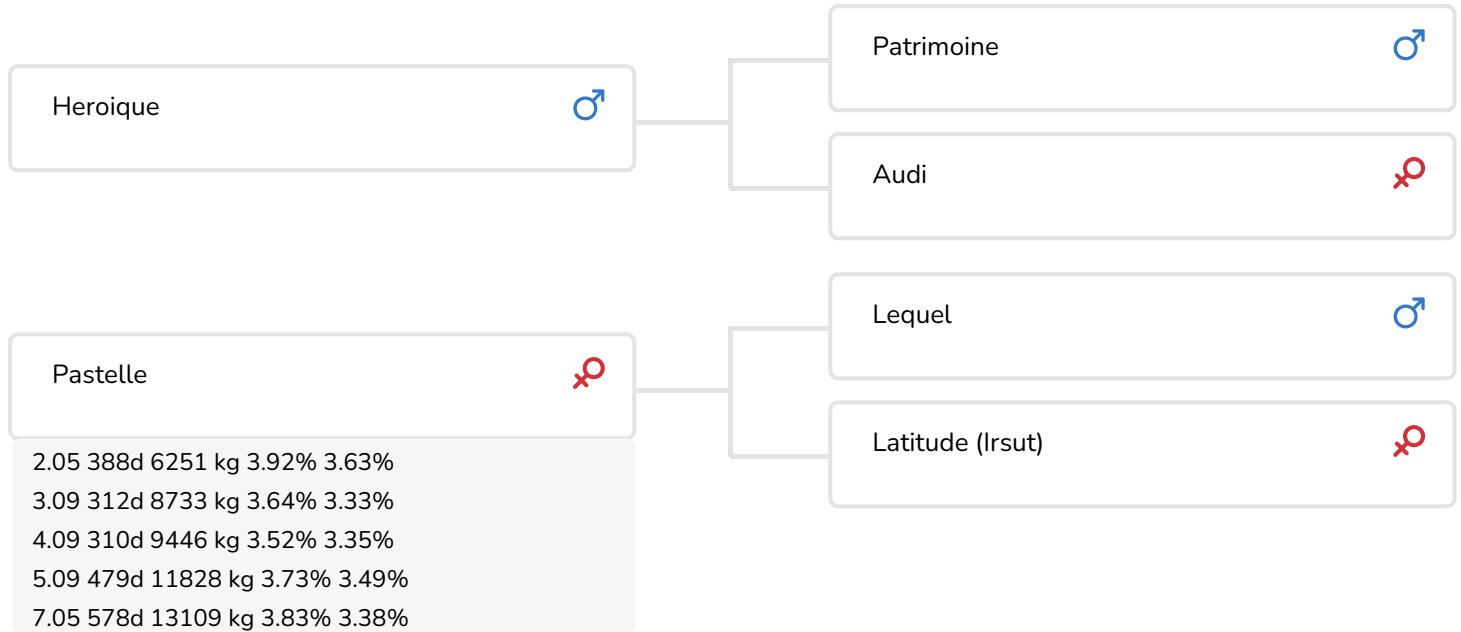 Heroique
Patrimoine
Audi
Pastelle
2.05 388d 6251 kg 3.92% 3.63%
3.09 312d 8733 kg 3.64% 3.33%
4.09 310d 9446 kg 3.52% 3.35%
5.09 479d 11828 kg 3.73% 3.49%
7.05 578d 13109 kg 3.83% 3.38%
Lequel
Latitude (Irsut)